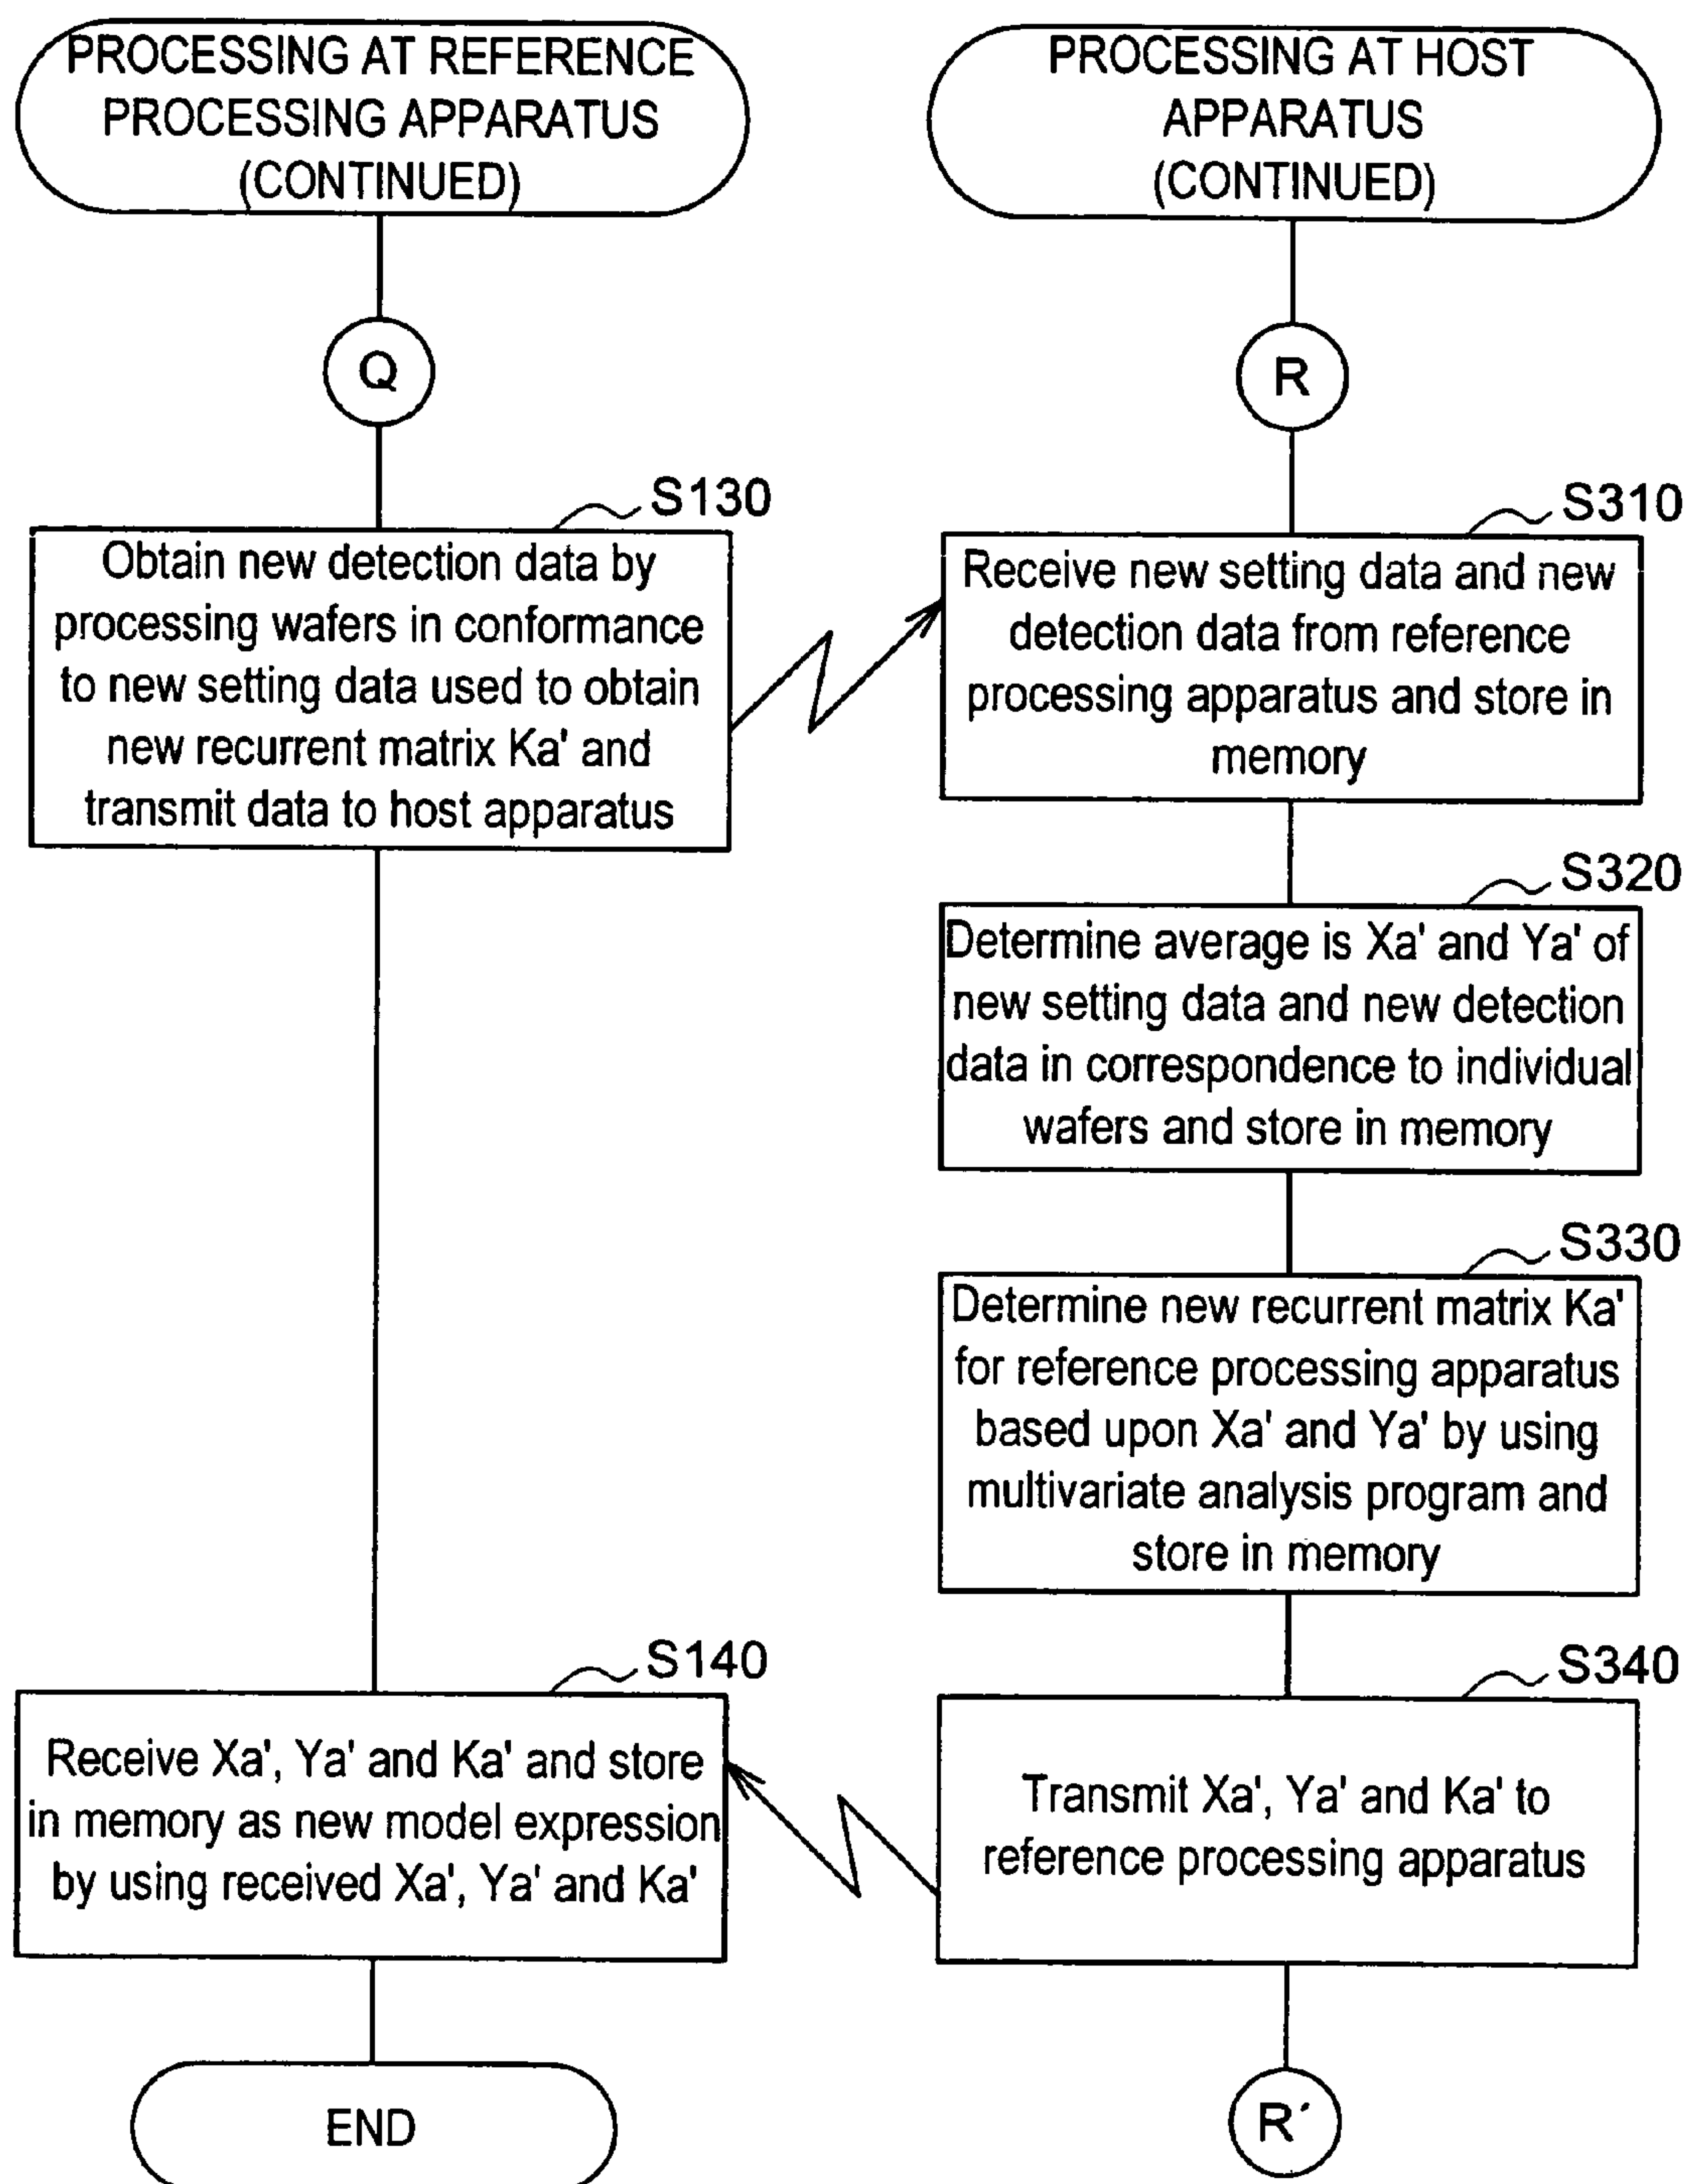 PROCESSING AT REFERENCE
PROCESSING APPARATUS
(CONTINUED)
Q
S130
Obtain new detection data by
processing wafers in conformance
to new setting data used to obtain
new recurrent matrix Ka' and
transmit data to host apparatus
S140
Receive Xa', Ya' and Ka' and store
in memory as new model expression
by using received Xa', Ya' and Ka'
END
PROCESSING AT HOST
APPARATUS
(CONTINUED)
R
S310
Receive new setting data and new
detection data from reference
processing apparatus and store in
memory
S320
Determine average is Xa' and Ya' of
new setting data and new detection
data in correspondence to individual
wafers and store in memory
S330
Determine new recurrent matrix Ka'
for reference processing apparatus
based upon Xa' and Ya' by using
multivariate analysis program and
store in memory
S340
Transmit Xa', Ya' and Ka' to
reference processing apparatus
R´